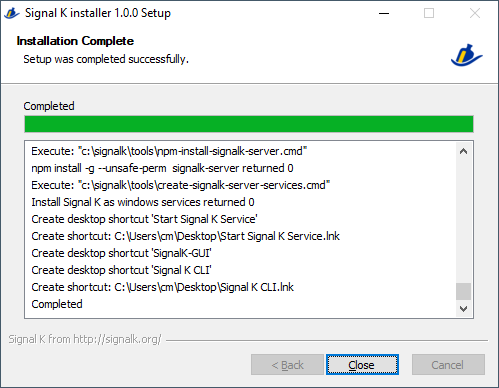 Signal K installer 1.0.0 Setup
Installation Complete
Setup was completed successfully.
Completed
Execute: "c:\signalk\tools\npm-install-signalk-server.cmd"
npm install -g --unsafe-perm  signalk-server returned 0
Execute: "c:\signalk\tools\create-signalk-server-services.cmd"
Install Signal K as windows services returned 0
Create desktop shortcut 'Start Signal K Service'
Create shortcut: C:\Users\cm\Desktop\Start Signal K Service.lnk
Create desktop shortcut 'SignalK-GUI'
Create desktop shortcut 'Signal K CLI'
Create shortcut: C:\Users\cm\Desktop\Signal K CLI.lnk
Completed
Signal K from http://signalk.org/
< Back Close Cancel